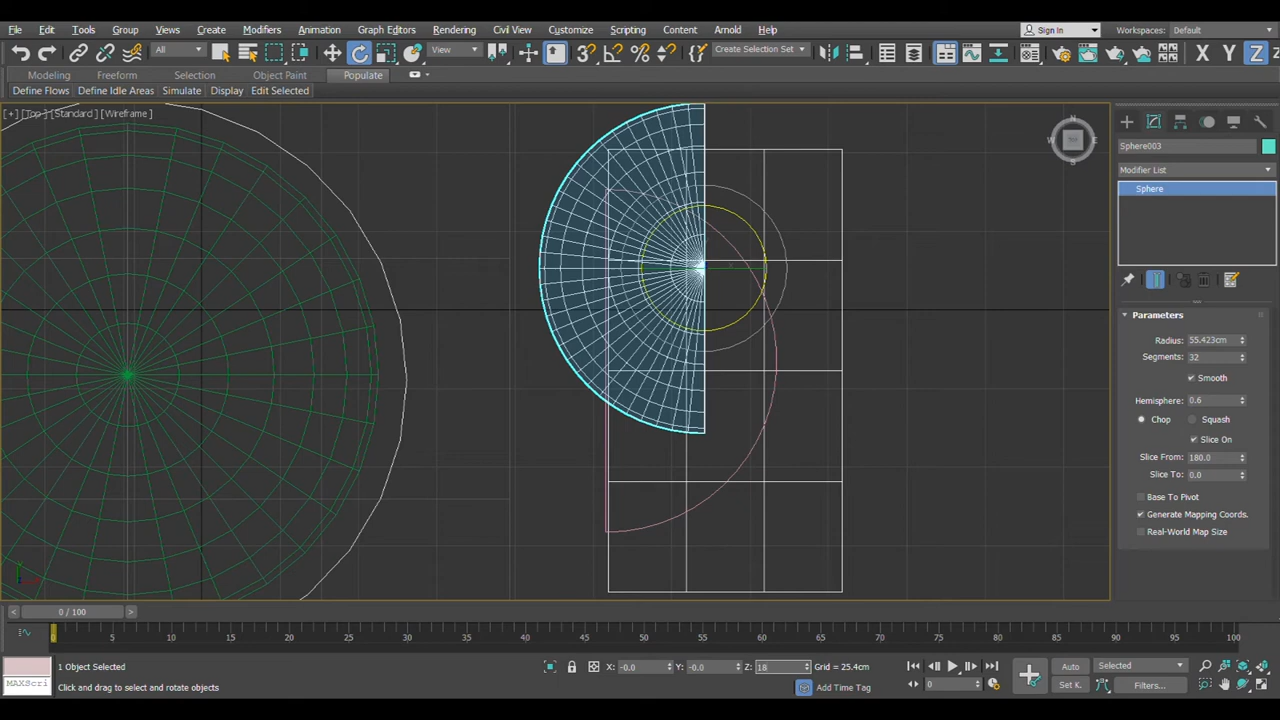 File Edit Tools Group Views Create Modifiers Animation Graph Editors Rendering Civil View Customize Scripting Content Arnold Help Sign In Workspaces: Default
All View Create Selection Set X Y Z
Modeling Freeform Selection Object Paint Populate
Define Flows Define Idle Areas Simulate Display Edit Selected
[+] [Top] [Standard] [Wireframe]
N
W E
S
Sphere003
Modifier List
Sphere
Parameters
Radius: 55.423cm
Segments: 32
Smooth
Hemisphere: 0.6
Chop Squash
Slice On
Slice From: 180.0
Slice To: 0.0
Base To Pivot
Generate Mapping Coords.
Real-World Map Size
0 / 100
0 5 10 15 20 25 30 35 40 45 50 55 60 65 70 75 80 85 90 95 100
1 Object Selected X: -0.0 Y: -0.0 Z: 18 Grid = 25.4cm Auto Selected
MAXScri Click and drag to select and rotate objects Add Time Tag 0 Set K. Filters...